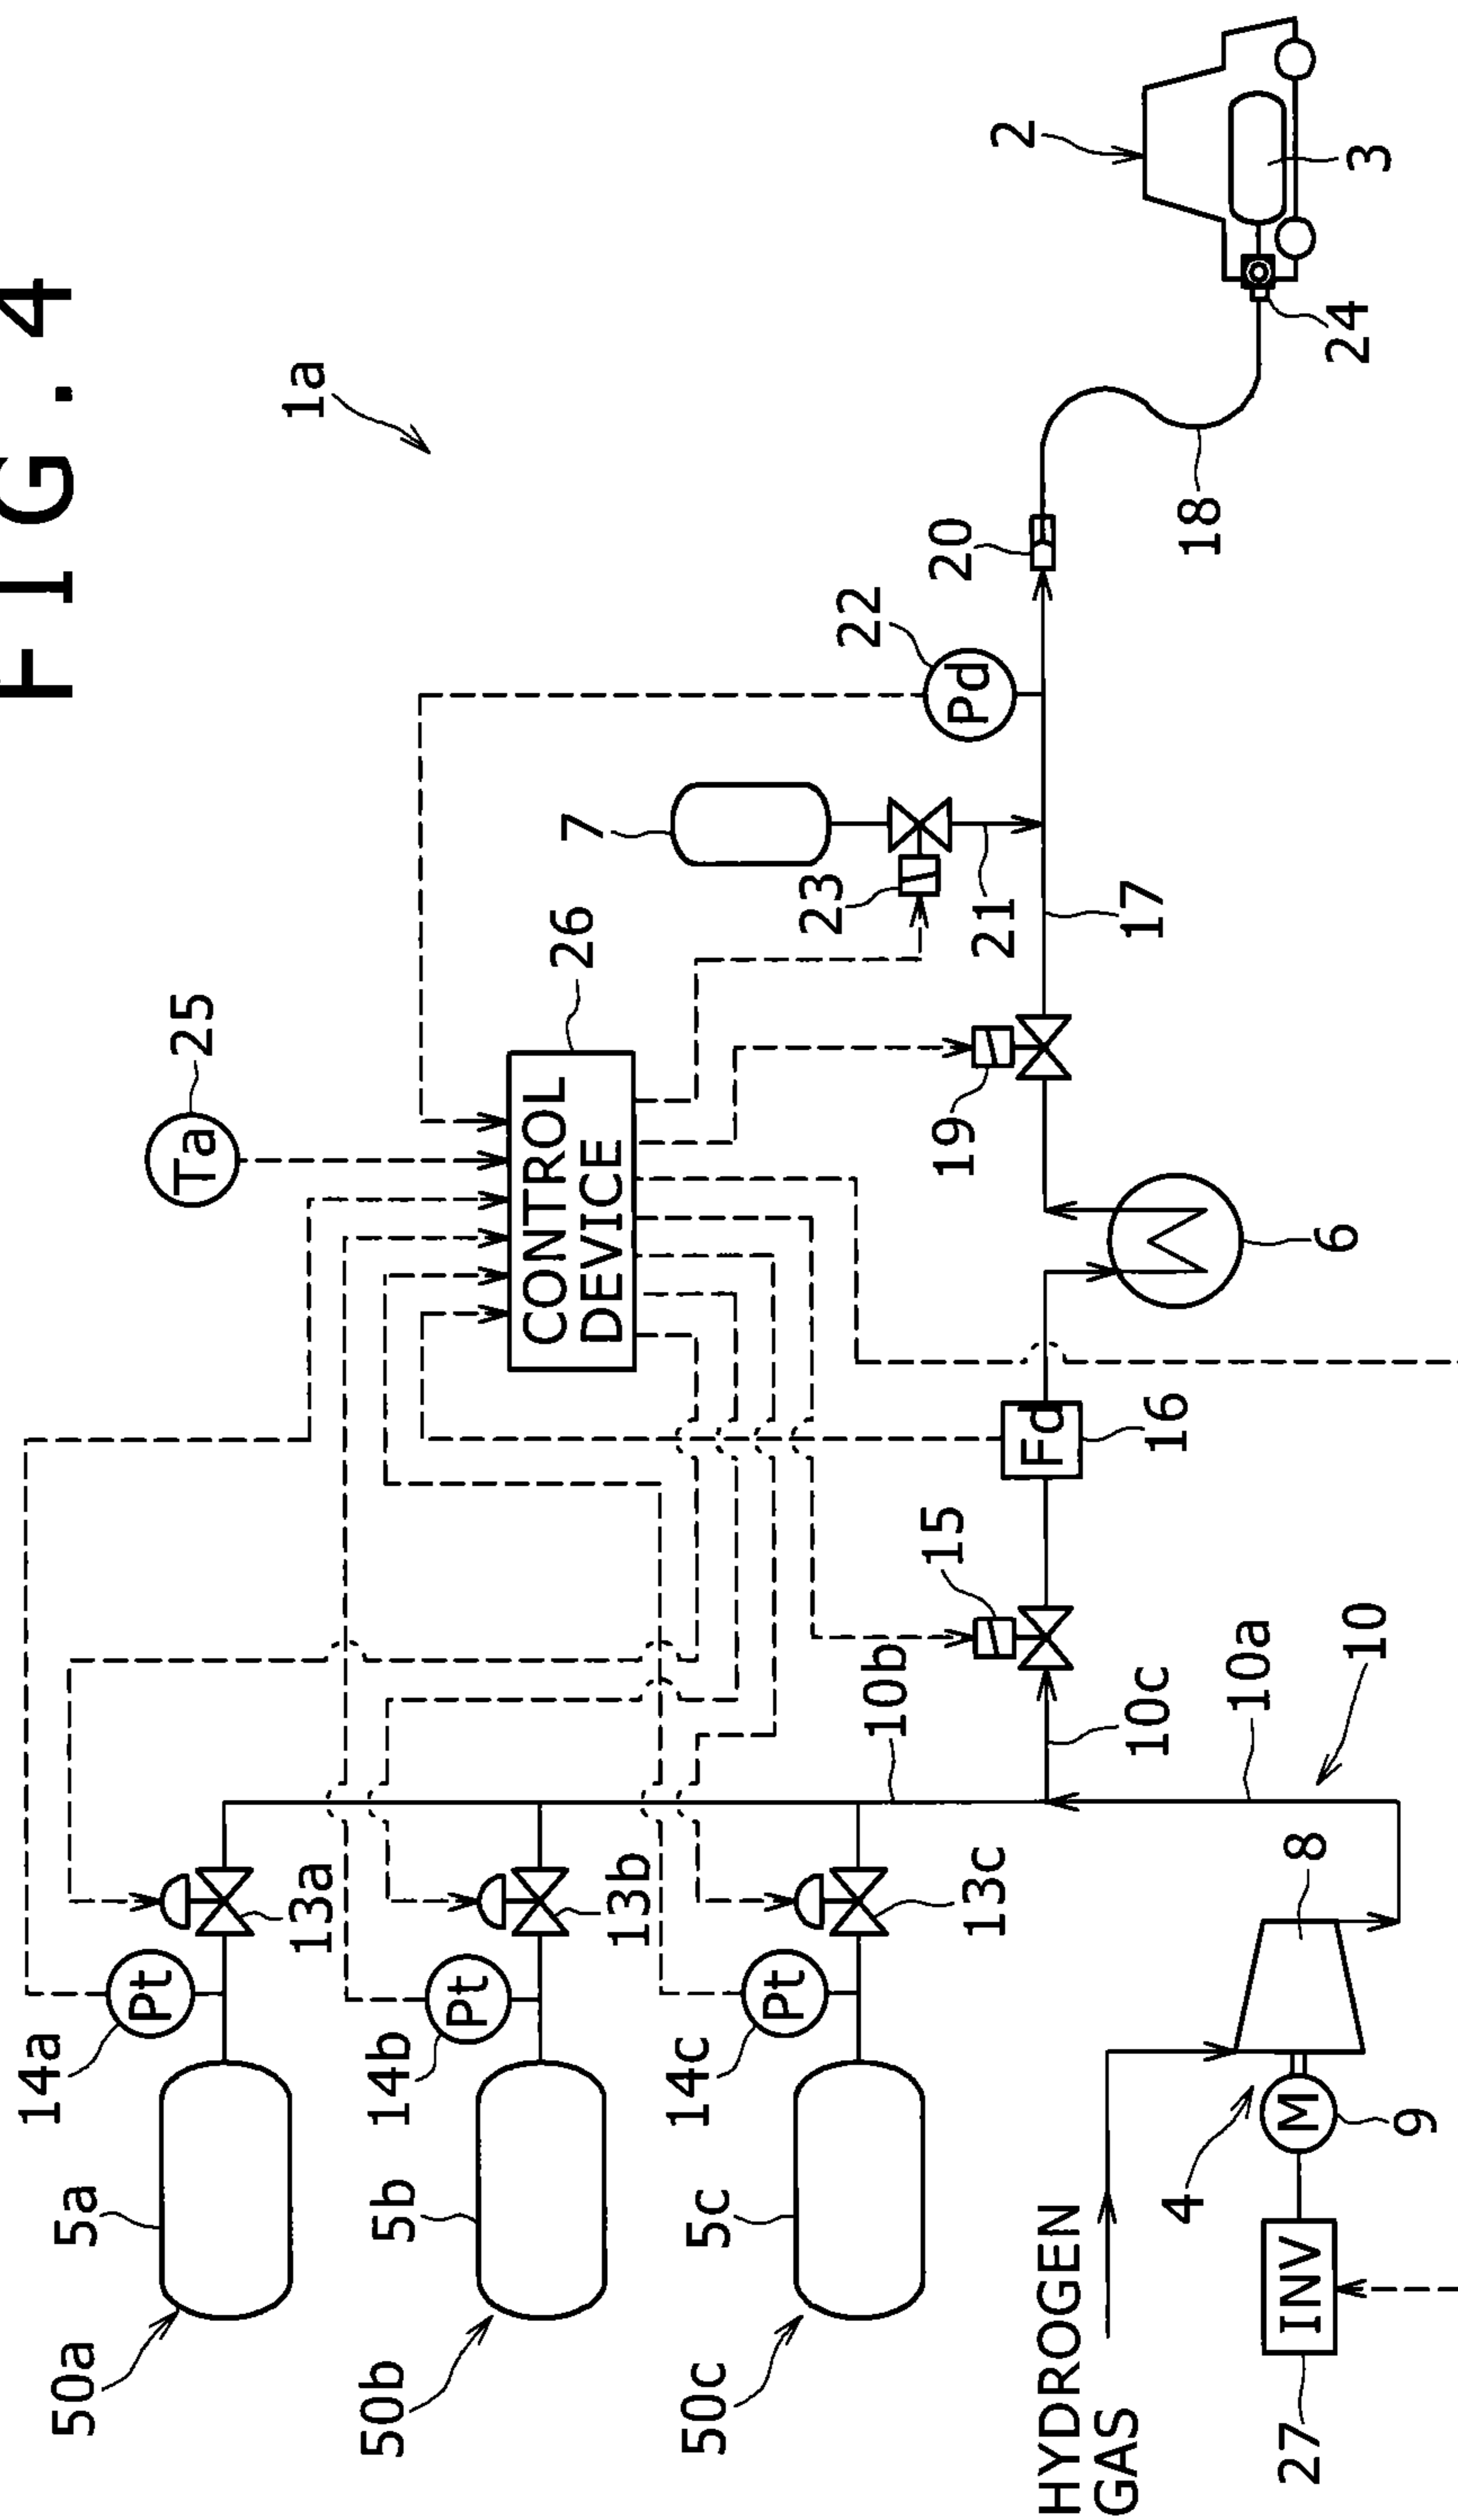 FIG. 4
1a
2
3
24
18
20
22
Pd
7
23
21
17
26
25
Ta
CONTROL
DEVICE
19
6
16
Fd
15
10b
10c
10a
10
13a
13b
13c
14a
Pt
14b
Pt
14c
Pt
8
5a
5b
5c
4
M
9
50a
50b
50c
HYDROGEN
GAS
INV
27